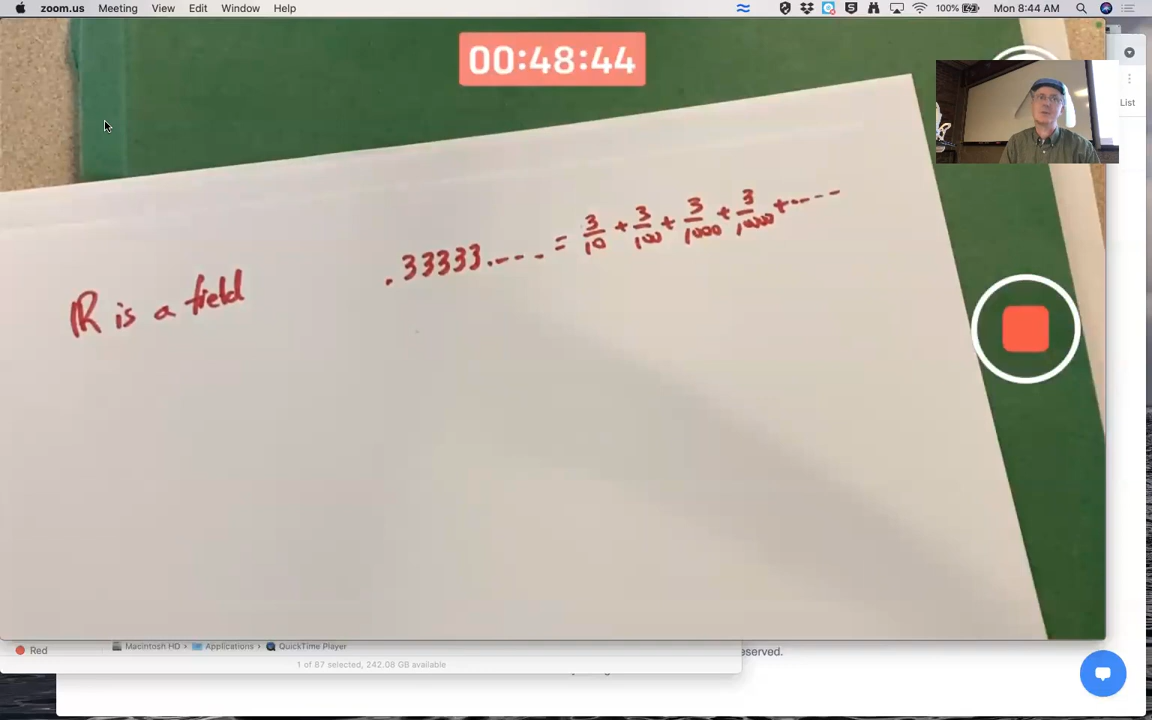 zoom.us Meeting View Edit Window Help
100% Mon 8:44 AM
00:48:44
List
.33333.---- = 3/10 + 3/100 + 3/1000 + 3/10000 + -----
ℝ is a field
Red
Macintosh HD › Applications › QuickTime Player
1 of 87 selected, 242.08 GB available
eserved.